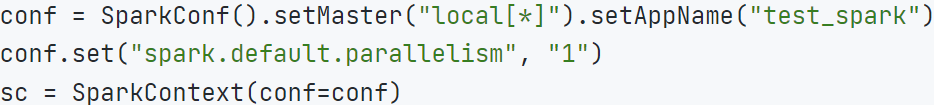 conf = SparkConf().setMaster("local[*]").setAppName("test_spark")
conf.set("spark.default.parallelism", "1")
sc = SparkContext(conf=conf)